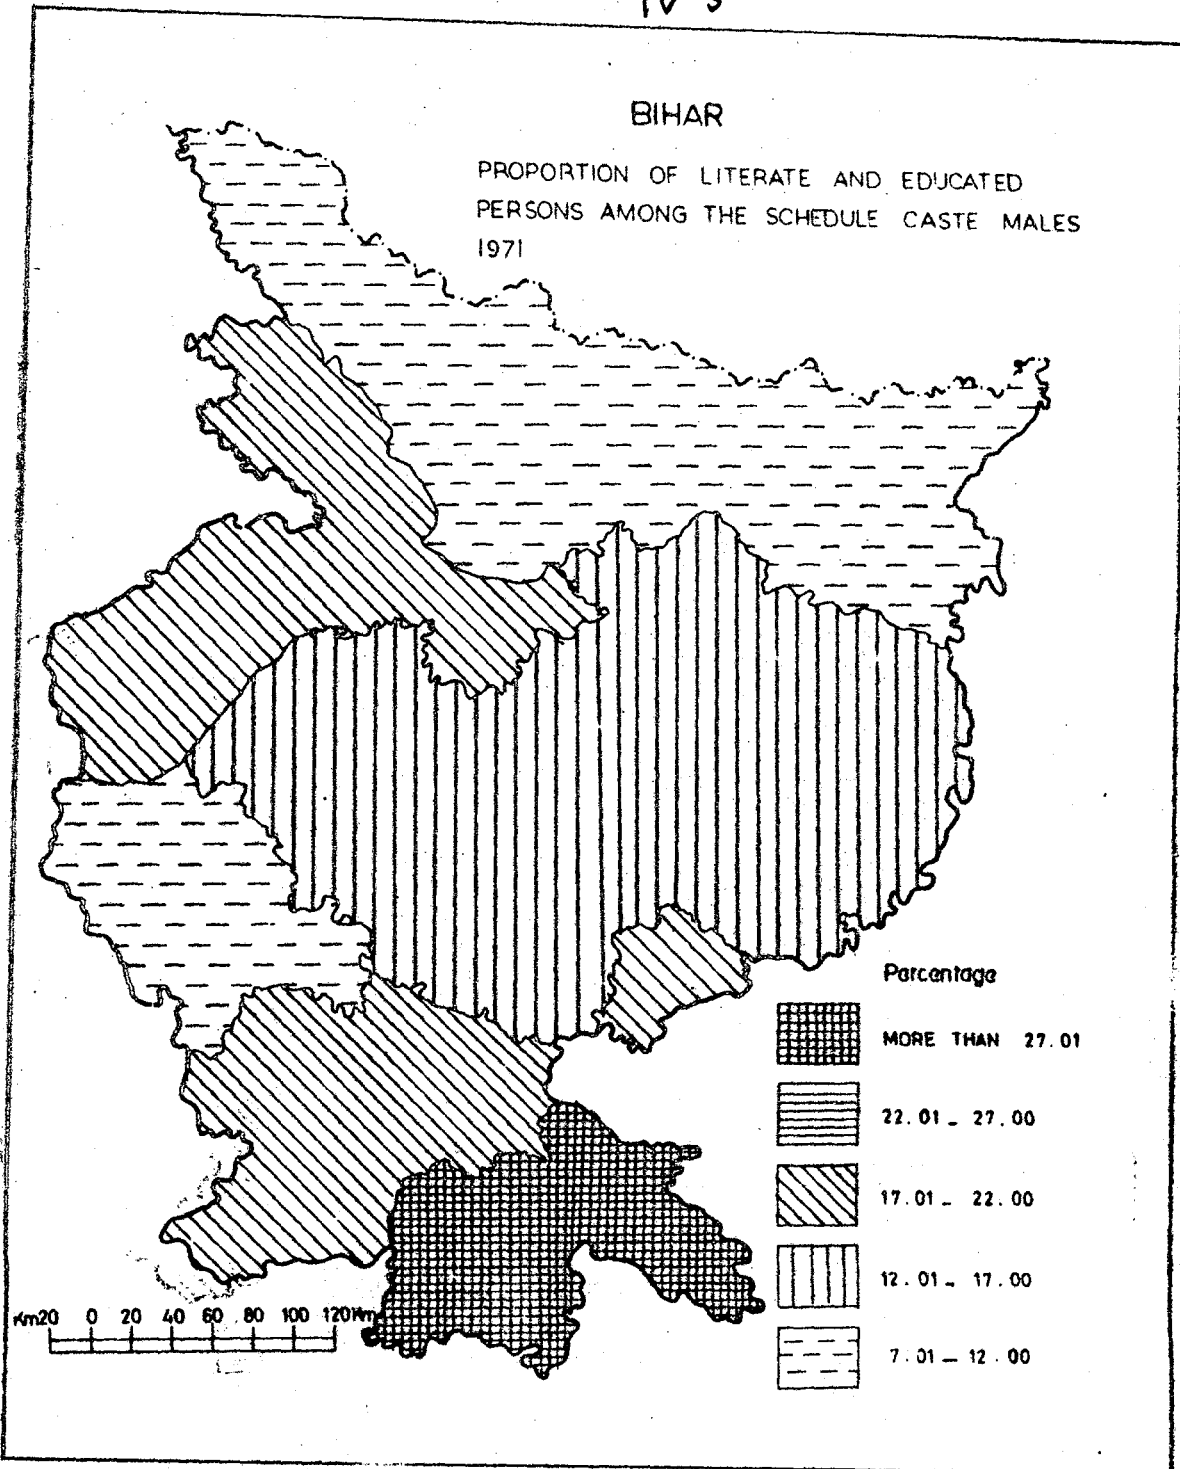 BIHAR
PROPORTION OF LITERATE AND EDUCATED
PERSONS AMONG THE SCHEDULE CASTE MALES
1971
Percentage
MORE THAN 27.01
22.01 - 27.00
17.01 - 22.00
12.01 - 17.00
7.01 - 12.00
Km20 0 20 40 60 80 100 120Km